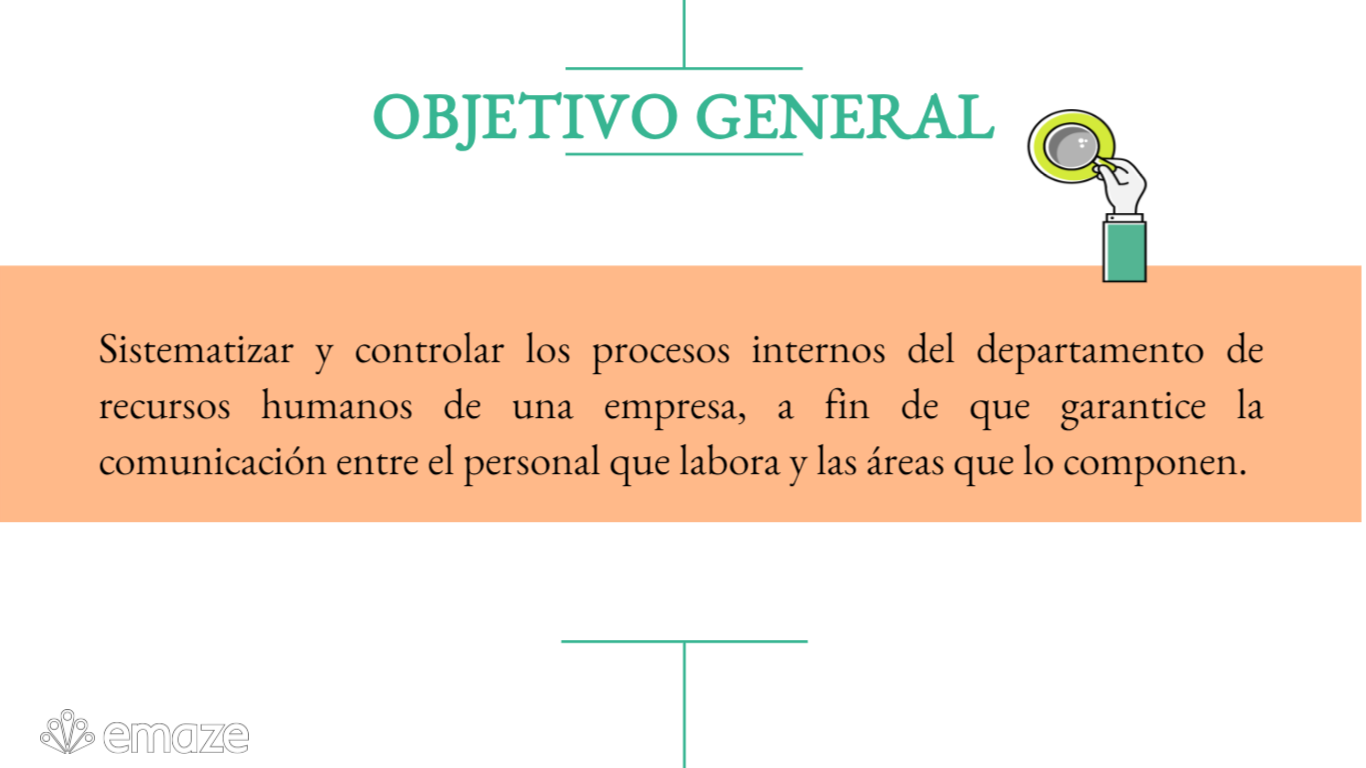 OBJETIVO GENERAL
Sistematizar y controlar los procesos internos del departamento de
recursos humanos de una empresa, a fin de que garantice la
comunicación entre el personal que labora y las áreas que lo componen.
emaze